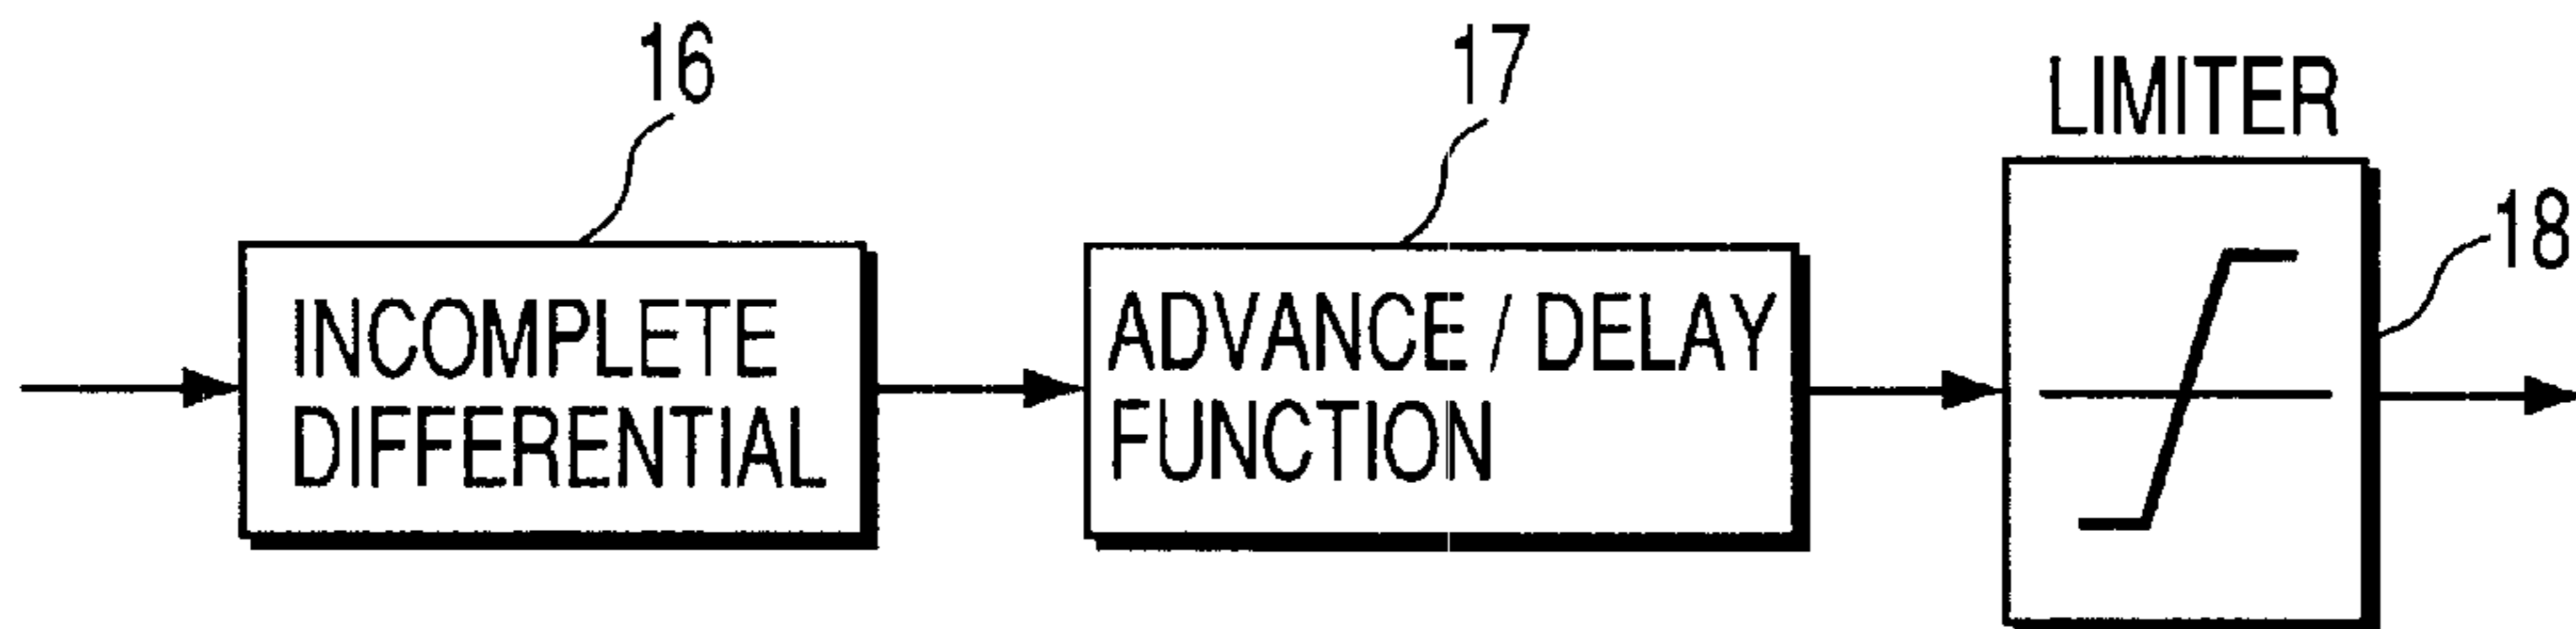 16
17
LIMITER
18
INCOMPLETE
DIFFERENTIAL
ADVANCE / DELAY
FUNCTION